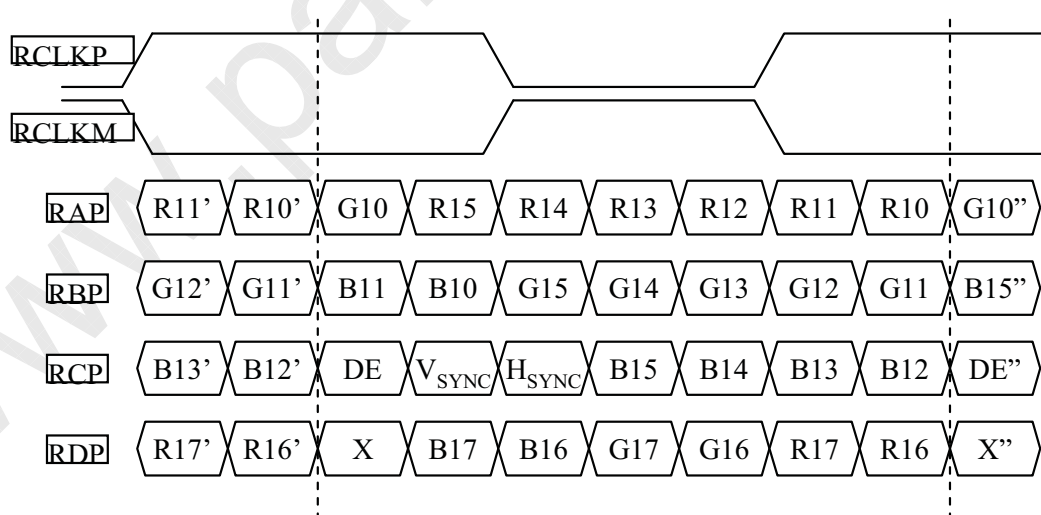 RCLKP
RCLKM
RAP R11’ R10’ G10 R15 R14 R13 R12 R11 R10 G10”
RBP G12’ G11’ B11 B10 G15 G14 G13 G12 G11 B15”
RCP B13’ B12’ DE VSYNC HSYNC B15 B14 B13 B12 DE”
RDP R17’ R16’ X B17 B16 G17 G16 R17 R16 X”
www.pa